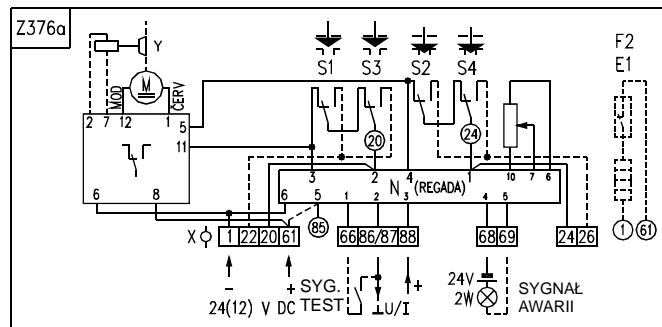 Z376a
Y
M
MOD
ČERV
S1 S3 S2 S4
F2
E1
2 7 12 1
5
11
20
24
6 8
3 2 4 1 10 7 6
N (REGADA)
6 5 1 2 3 4 5
X
1 22 20 61
85
66 86/87 88
68 69
24 26
1
61
- +
24(12) V DC
SYG.
TEST
U/I
+
24V
2W
SYGNAŁ
AWARII